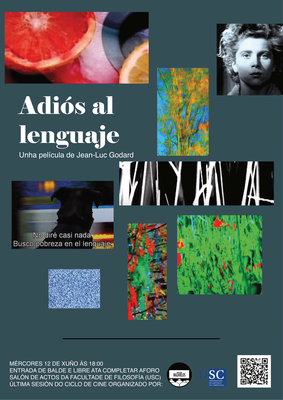 Adiós al
lenguaje
Unha película de Jean-Luc Godard
No diré casi nada
Busco pobreza en el lenguaje
MÉRCORES 12 DE XUÑO ÁS 18:00
ENTRADA DE BALDE E LIBRE ATA COMPLETAR AFORO
SALÓN DE ACTOS DA FACULTADE DE FILOSOFÍA (USC)
ÚLTIMA SESIÓN DO CICLO DE CINE ORGANIZADO POR:
SC